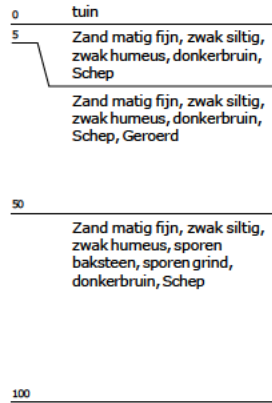 0 tuin
5 Zand matig fijn, zwak siltig,
zwak humeus, donkerbruin,
Schep
Zand matig fijn, zwak siltig,
zwak humeus, donkerbruin,
Schep, Geroerd
50
Zand matig fijn, zwak siltig,
zwak humeus, sporen
baksteen, sporen grind,
donkerbruin, Schep
100